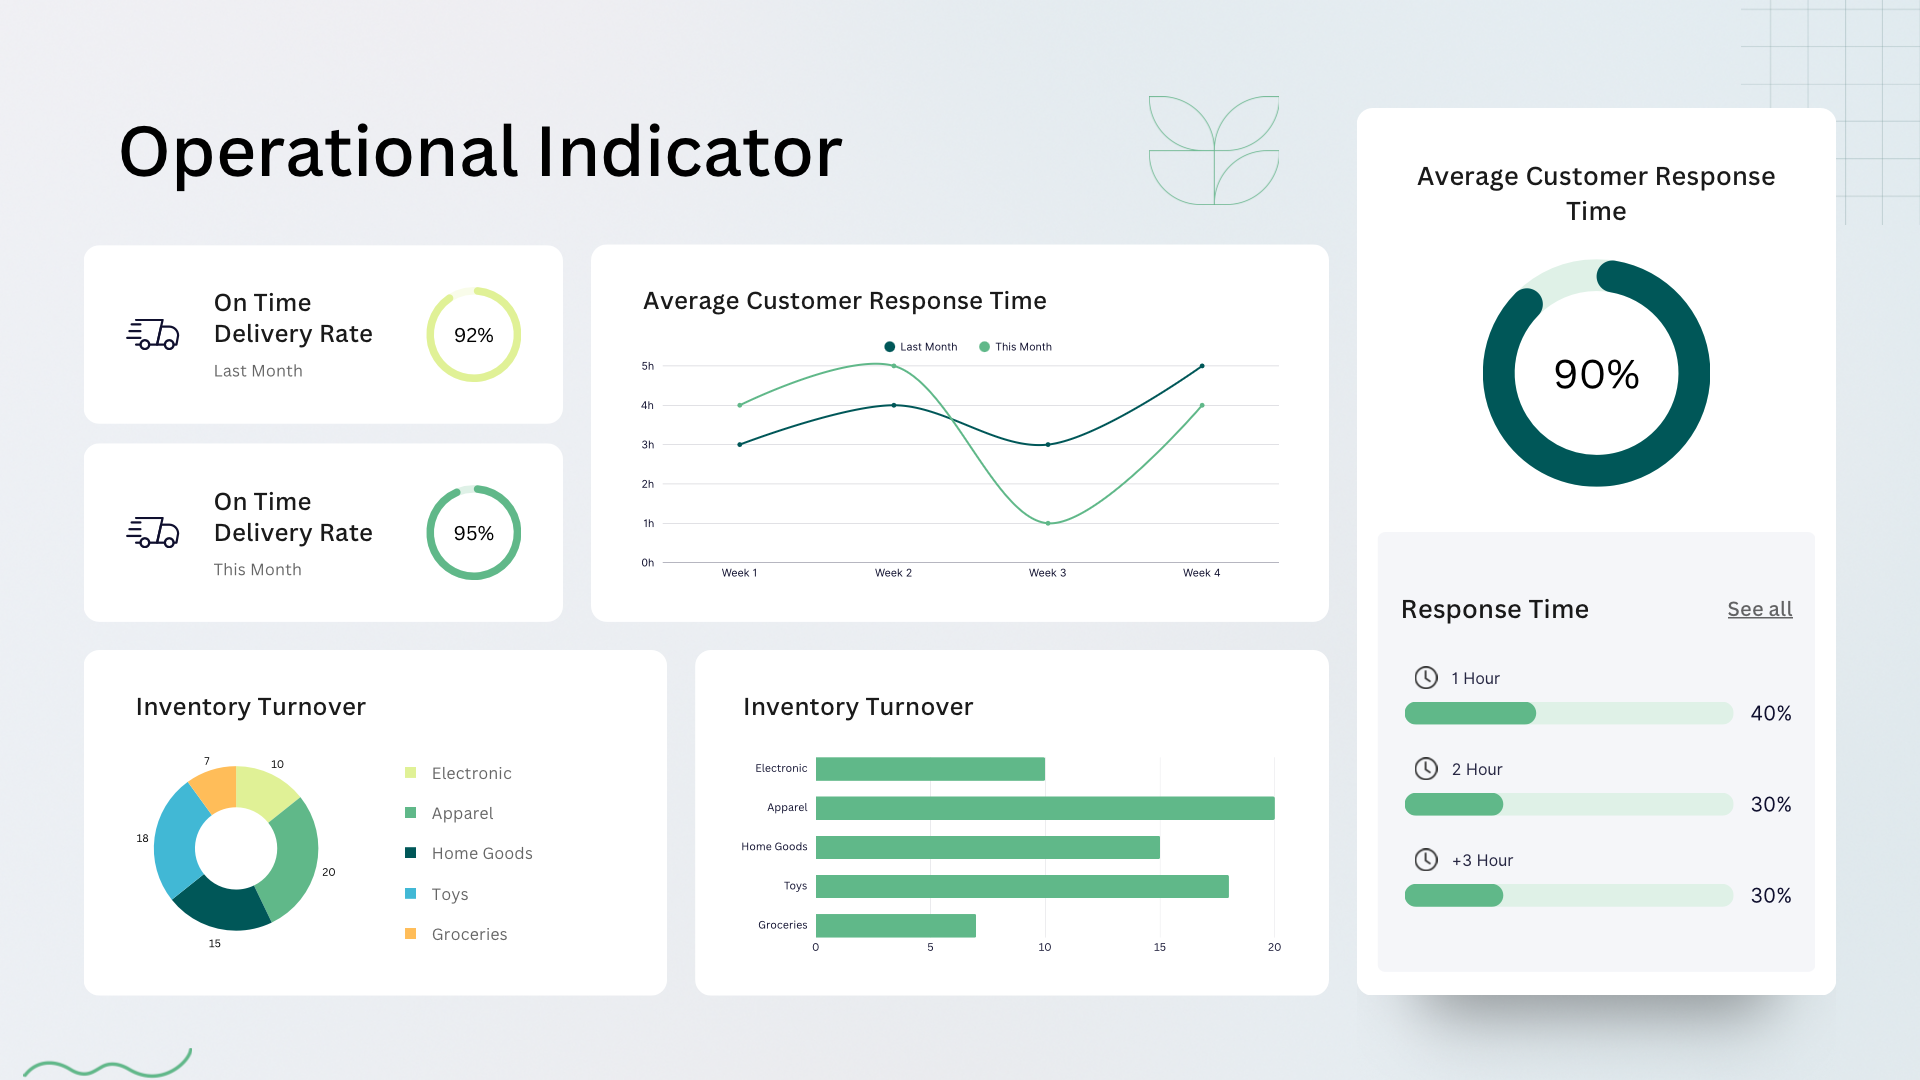 Operational Indicator
On Time
Delivery Rate
Last Month
92%
On Time
Delivery Rate
This Month
95%
Average Customer Response Time
Last Month
This Month
5h
4h
3h
2h
1h
0h
Week 1
Week 2
Week 3
Week 4
Inventory Turnover
7
10
18
20
15
Electronic
Apparel
Home Goods
Toys
Groceries
Inventory Turnover
Electronic
Apparel
Home Goods
Toys
Groceries
0
5
10
15
20
Average Customer Response
Time
90%
Response Time
See all
1 Hour
40%
2 Hour
30%
+3 Hour
30%